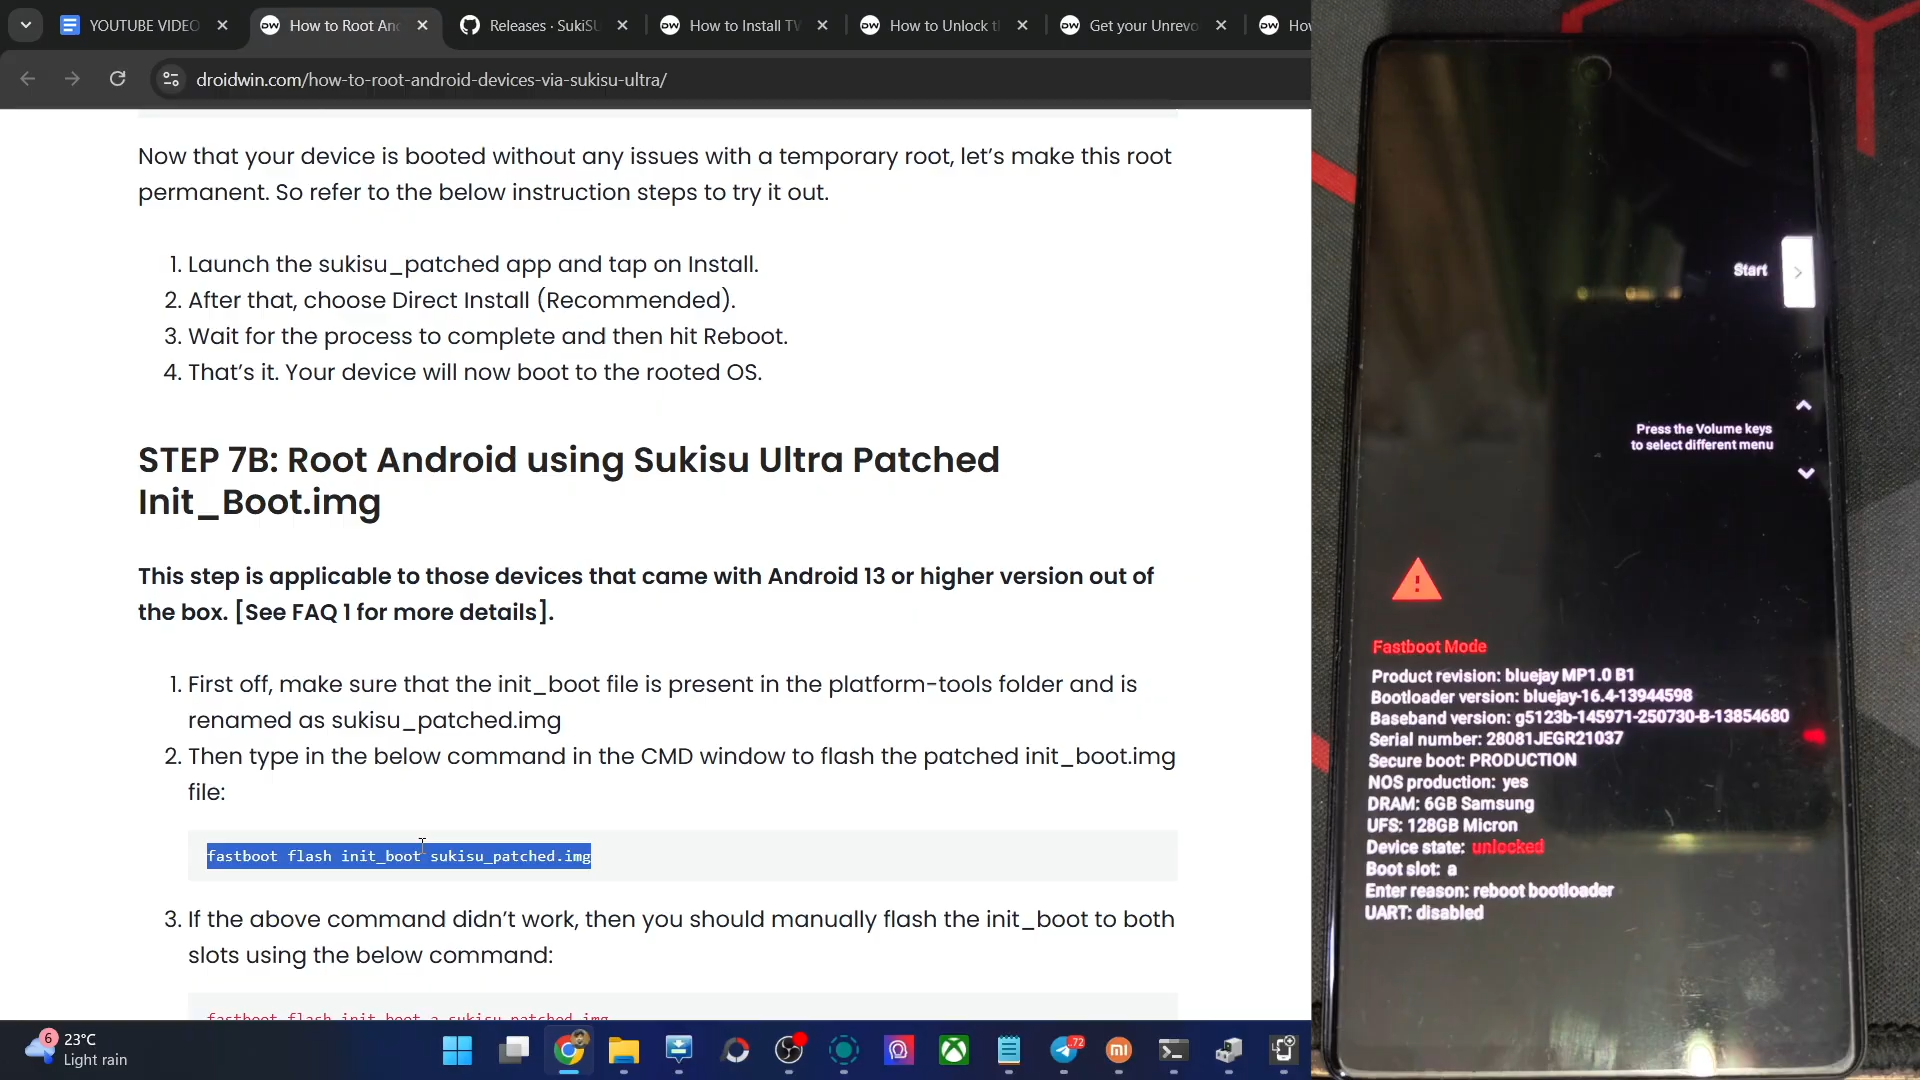 YOUTUBE VIDEO
How to Root An
Releases · SukiSU
How to Install TV
How to Unlock t
Get your Unrevo
Ho
droidwin.com/how-to-root-android-devices-via-sukisu-ultra/
Now that your device is booted without any issues with a temporary root, let's make this root
permanent. So refer to the below instruction steps to try it out.
1. Launch the sukisu_patched app and tap on Install.
2. After that, choose Direct Install (Recommended).
3. Wait for the process to complete and then hit Reboot.
4. That's it. Your device will now boot to the rooted OS.
STEP 7B: Root Android using Sukisu Ultra Patched
Init_Boot.img
This step is applicable to those devices that came with Android 13 or higher version out of
the box. [See FAQ 1 for more details].
1. First off, make sure that the init_boot file is present in the platform-tools folder and is
renamed as sukisu_patched.img
2. Then type in the below command in the CMD window to flash the patched init_boot.img
file:
fastboot flash init_boot sukisu_patched.img
3. If the above command didn't work, then you should manually flash the init_boot to both
slots using the below command:
fastboot flash init_boot_a sukisu_patched.img
6
23°C
Light rain
72
mi
Start
Press the Volume keys
to select different menu
Fastboot Mode
Product revision: bluejay MP1.0 B1
Bootloader version: bluejay-16.4-13944598
Baseband version: g5123b-145971-250730-B-13854680
Serial number: 28081JEGR21037
Secure boot: PRODUCTION
NOS production: yes
DRAM: 6GB Samsung
UFS: 128GB Micron
Device state: unlocked
Boot slot: a
Enter reason: reboot bootloader
UART: disabled